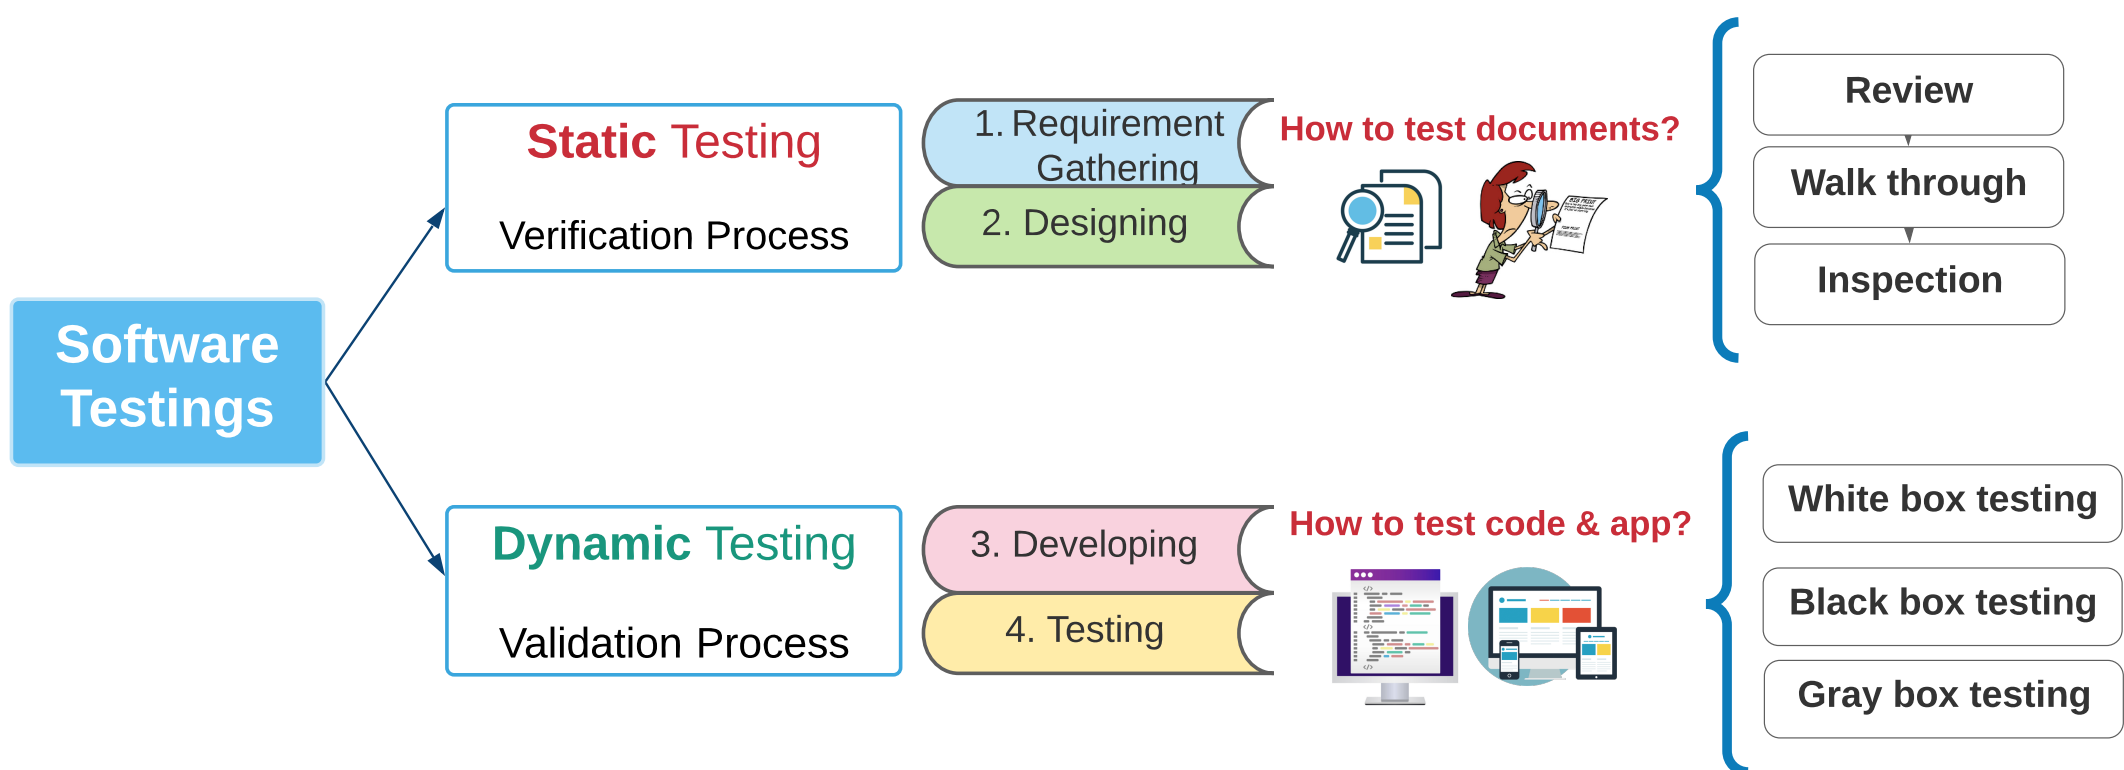 Software
Testings
Static Testing
Verification Process
1. Requirement
Gathering
2. Designing
How to test documents?
BIG PRINT
Review
Walk through
Inspection
Dynamic Testing
Validation Process
3. Developing
4. Testing
How to test code & app?
</>
</>
</>
White box testing
Black box testing
Gray box testing